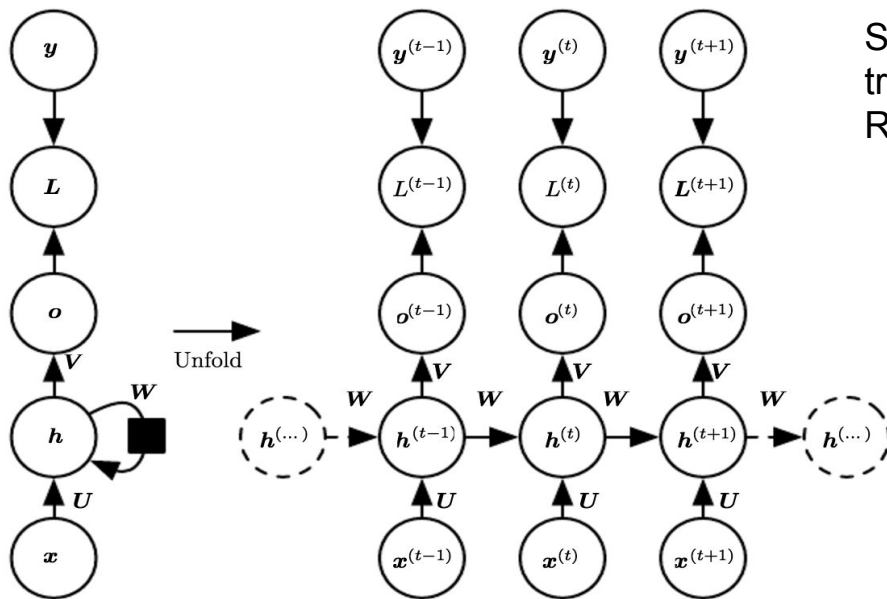 y y^(t−1) y^(t) y^(t+1)
L L^(t−1) L^(t) L^(t+1)
o o^(t−1) o^(t) o^(t+1)
Unfold
V V V V
W W W W W
h h^(...) h^(t−1) h^(t) h^(t+1) h^(...)
U U U U
x x^(t−1) x^(t) x^(t+1)
S
tr
R